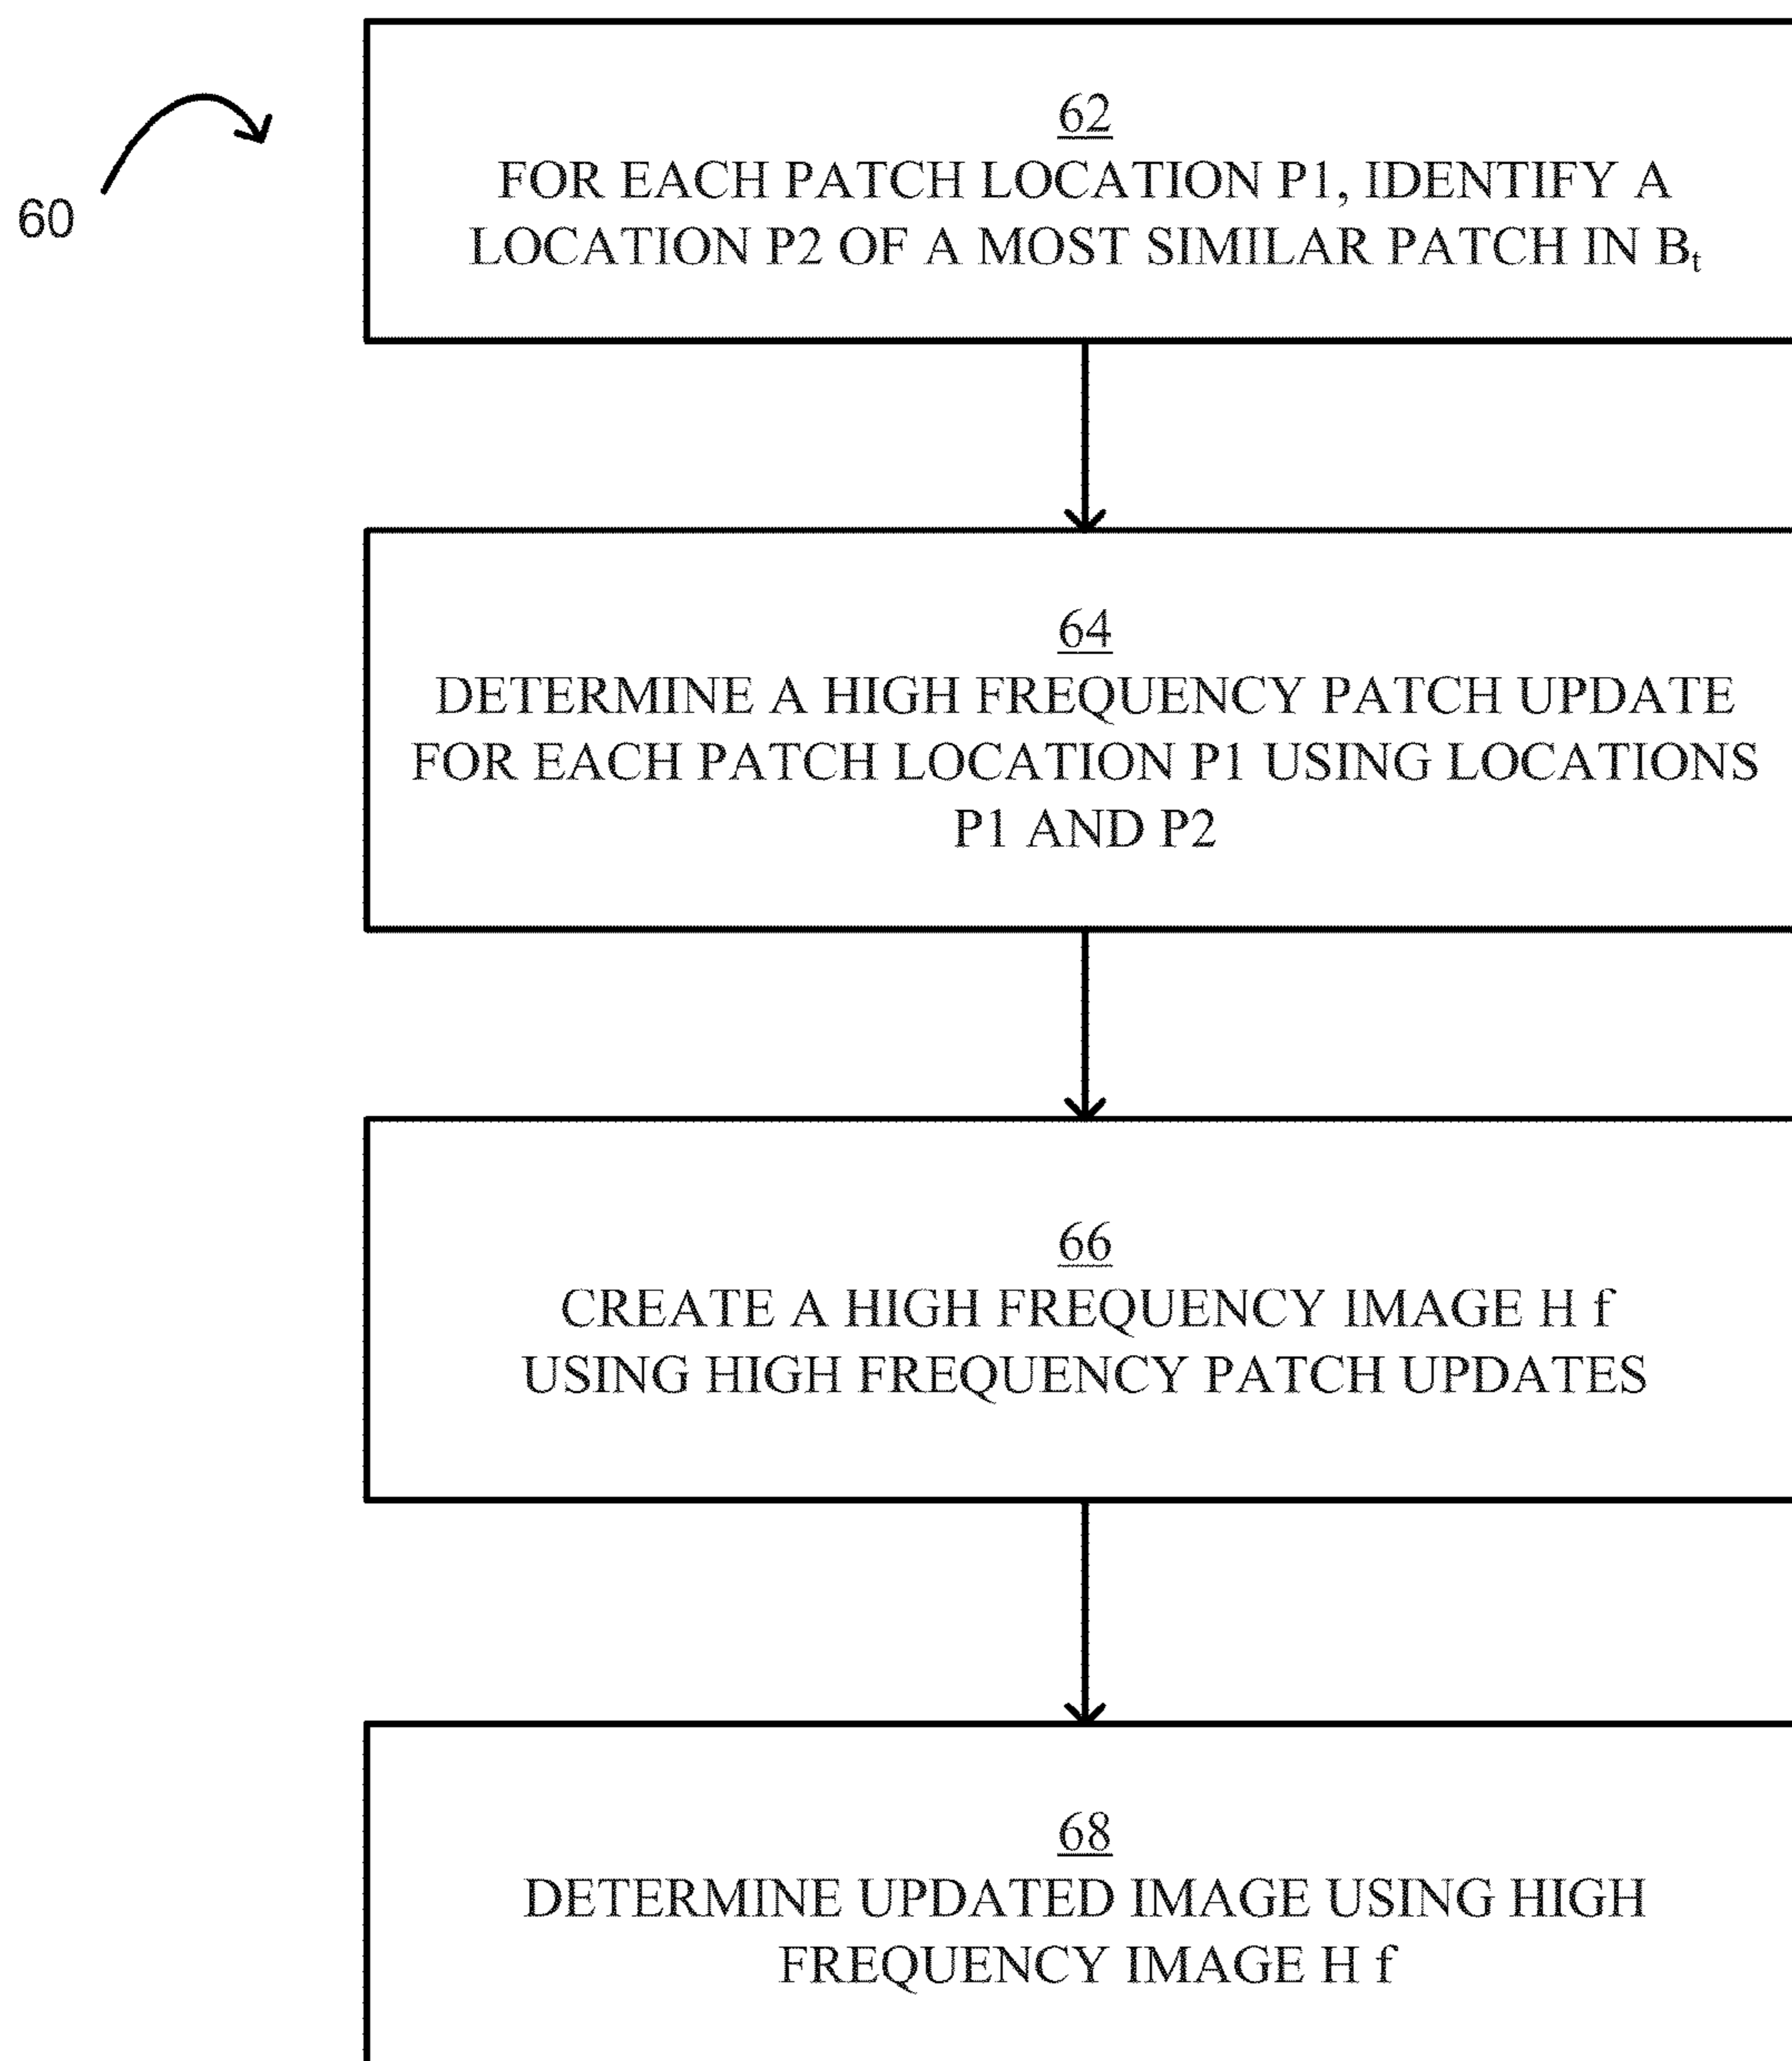 60
62
FOR EACH PATCH LOCATION P1, IDENTIFY A
LOCATION P2 OF A MOST SIMILAR PATCH IN Bt
64
DETERMINE A HIGH FREQUENCY PATCH UPDATE
FOR EACH PATCH LOCATION P1 USING LOCATIONS
P1 AND P2
66
CREATE A HIGH FREQUENCY IMAGE H f
USING HIGH FREQUENCY PATCH UPDATES
68
DETERMINE UPDATED IMAGE USING HIGH
FREQUENCY IMAGE H f